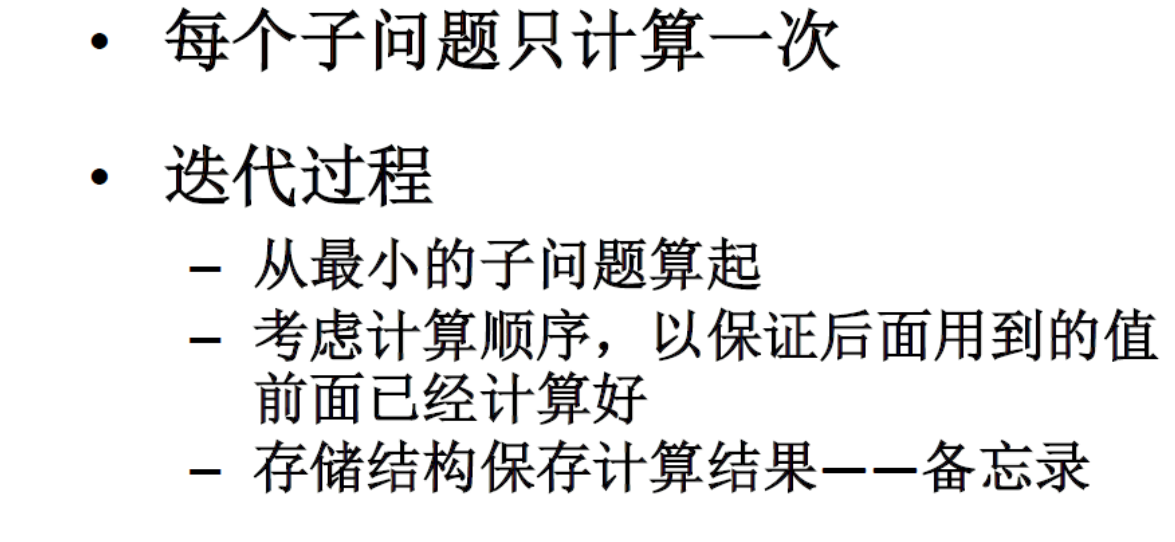 • 每个子问题只计算一次
• 迭代过程
– 从最小的子问题算起
– 考虑计算顺序，以保证后面用到的值
前面已经计算好
– 存储结构保存计算结果——备忘录